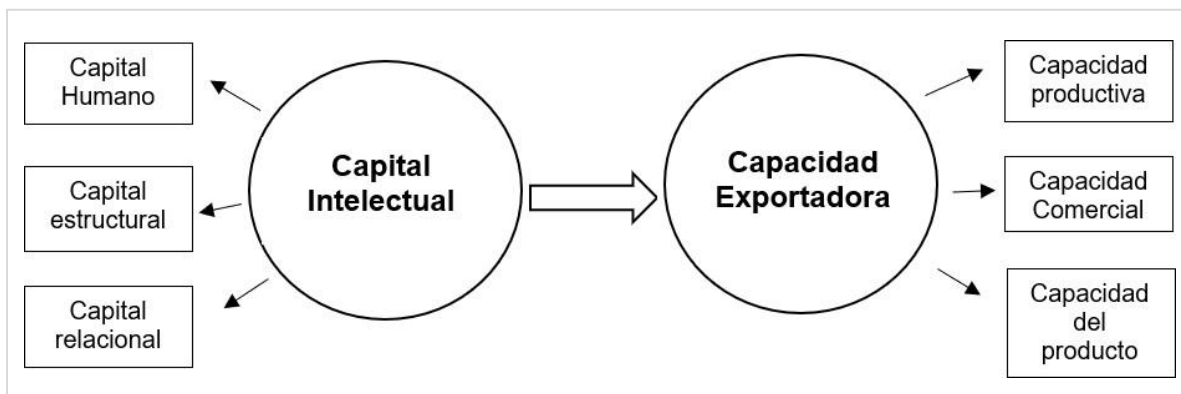 Capital
Humano
Capital
estructural
Capital
relacional
Capital
Intelectual
Capacidad
Exportadora
Capacidad
productiva
Capacidad
Comercial
Capacidad
del
producto